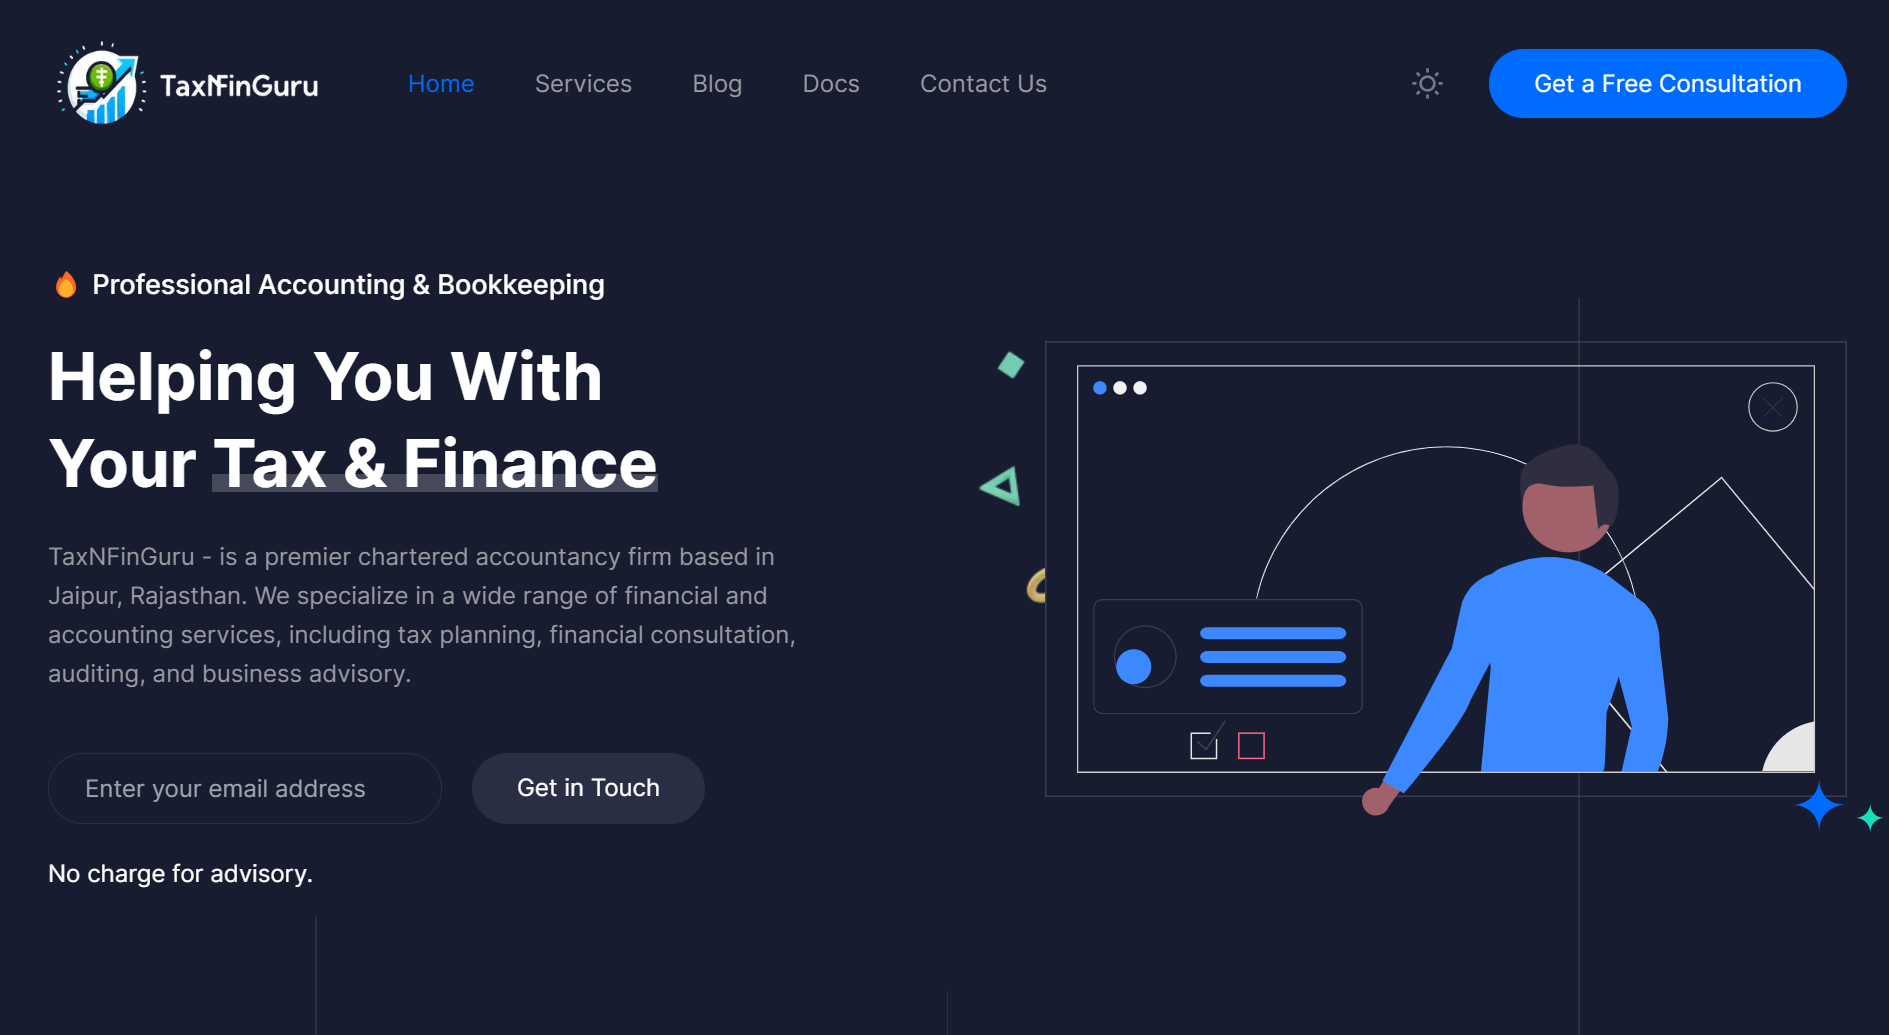 TaxNFinGuru
Home
Services
Blog
Docs
Contact Us
Get a Free Consultation
Professional Accounting & Bookkeeping
Helping You With
Your Tax & Finance
TaxNFinGuru - is a premier chartered accountancy firm based in
Jaipur, Rajasthan. We specialize in a wide range of financial and
accounting services, including tax planning, financial consultation,
auditing, and business advisory.
Enter your email address
Get in Touch
No charge for advisory.